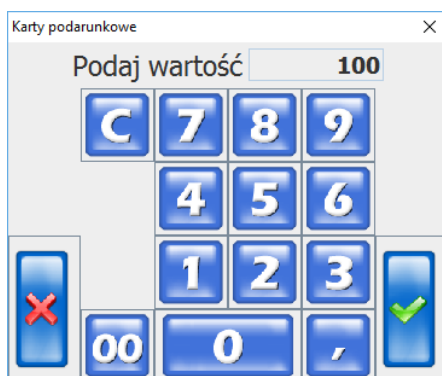 Karty podarunkowe
Podaj wartość 100
C 7 8 9
4 5 6
1 2 3
00 0 ,